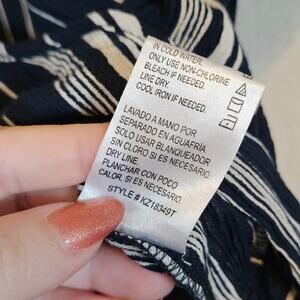 IN COLD WATER.
ONLY USE NON-CHLORINE
BLEACH IF NEEDED.
LINE DRY.
COOL IRON IF NEEDED.
LAVADO A MANO POR
SEPARADO EN AGUAFRIA
SOLO USAR BLANQUEADOR
SIN CLORO SI ES NECESARIO.
DRY LINE.
PLANCHAR CON POCO
CALOR. SI ES NECESARIO.
STYLE # KZ18349T